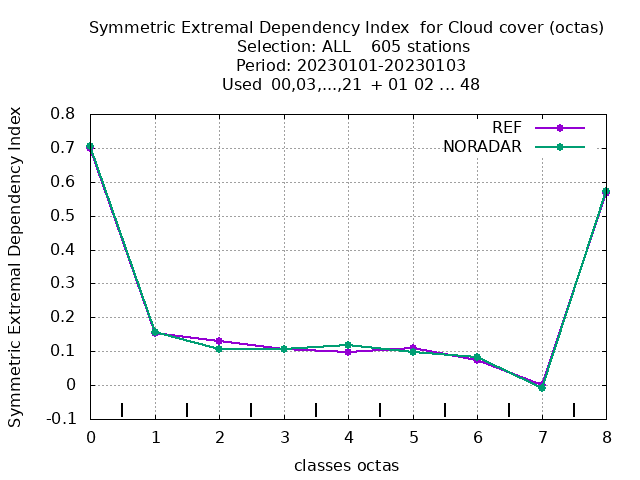 Symmetric Extremal Dependency Index  for Cloud cover (octas)
Selection: ALL    605 stations
Period: 20230101-20230103
Used  00,03,...,21  + 01 02 ... 48
Symmetric Extremal Dependency Index
0.8
0.7
0.6
0.5
0.4
0.3
0.2
0.1
0
-0.1
REF
NORADAR
0 1 2 3 4 5 6 7 8
classes octas